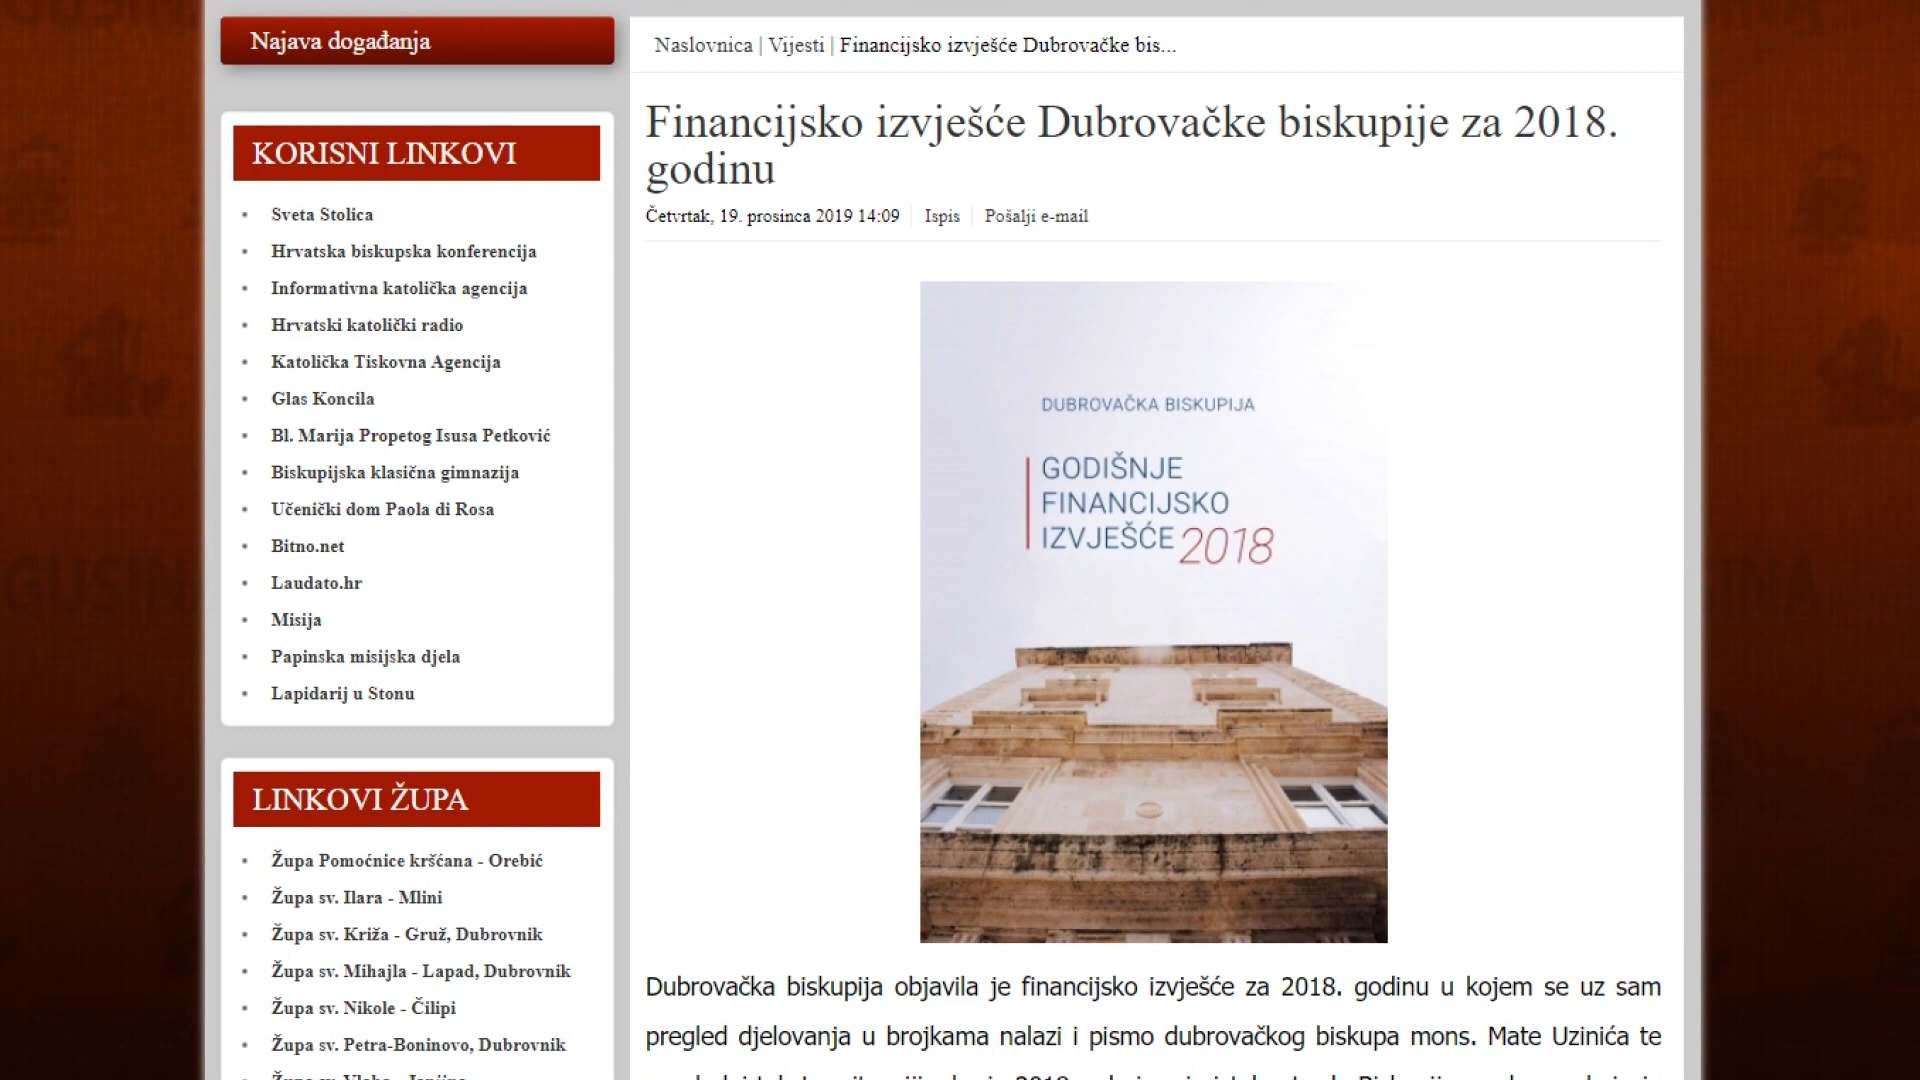 Najava događanja
KORISNI LINKOVI
Sveta Stolica
Hrvatska biskupska konferencija
Informativna katolička agencija
Hrvatski katolički radio
Katolička Tiskovna Agencija
Glas Koncila
Bl. Marija Propetog Isusa Petković
Biskupijska klasična gimnazija
Učenički dom Paola di Rosa
Bitno.net
Laudato.hr
Misija
Papinska misijska djela
Lapidarij u Stonu
LINKOVI ŽUPA
Župa Pomoćnice kršćana - Orebić
Župa sv. Ilara - Mlini
Župa sv. Križa - Gruž, Dubrovnik
Župa sv. Mihajla - Lapad, Dubrovnik
Župa sv. Nikole - Čilipi
Župa sv. Petra-Boninovo, Dubrovnik
Naslovnica | Vijesti | Financijsko izvješće Dubrovačke bis...
Financijsko izvješće Dubrovačke biskupije za 2018.
godinu
Četvrtak, 19. prosinca 2019 14:09 Ispis Pošalji e-mail
DUBROVAČKA BISKUPIJA
GODIŠNJE
FINANCIJSKO
IZVJEŠĆE 2018
Dubrovačka biskupija objavila je financijsko izvješće za 2018. godinu u kojem se uz sam
pregled djelovanja u brojkama nalazi i pismo dubrovačkog biskupa mons. Mate Uzinića te